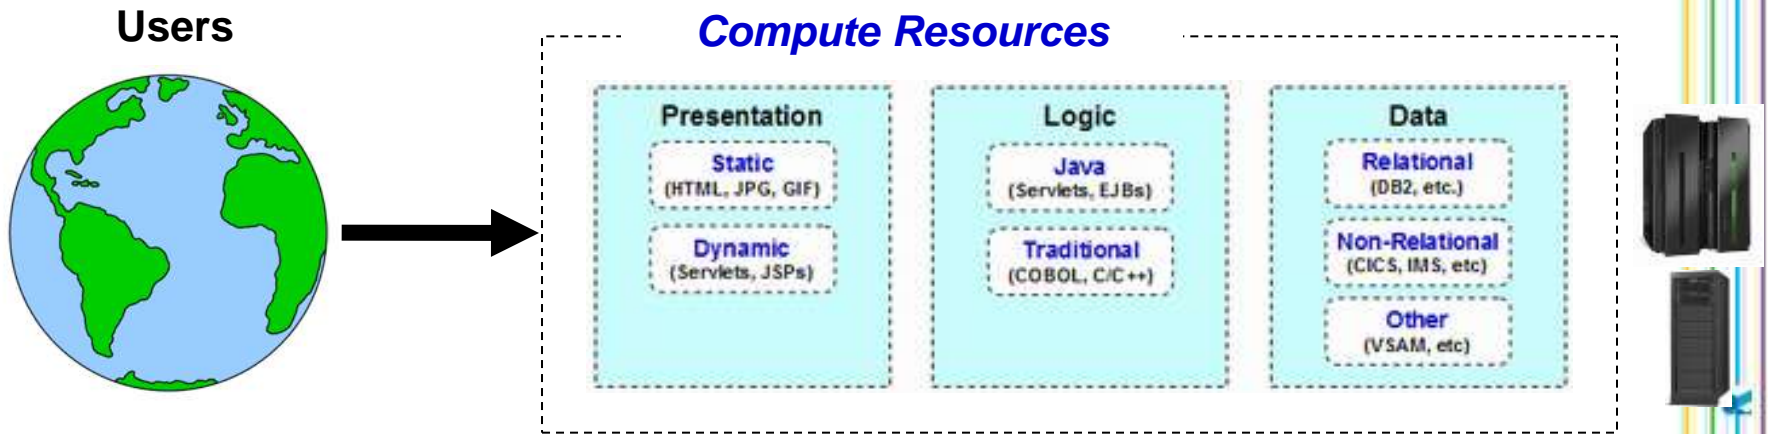 Users
Compute Resources
Presentation
Static
(HTML, JPG, GIF)
Dynamic
(Servlets, JSPs)
Logic
Java
(Servlets, EJBs)
Traditional
(COBOL, C/C++)
Data
Relational
(DB2, etc.)
Non-Relational
(CICS, IMS, etc)
Other
(VSAM, etc)